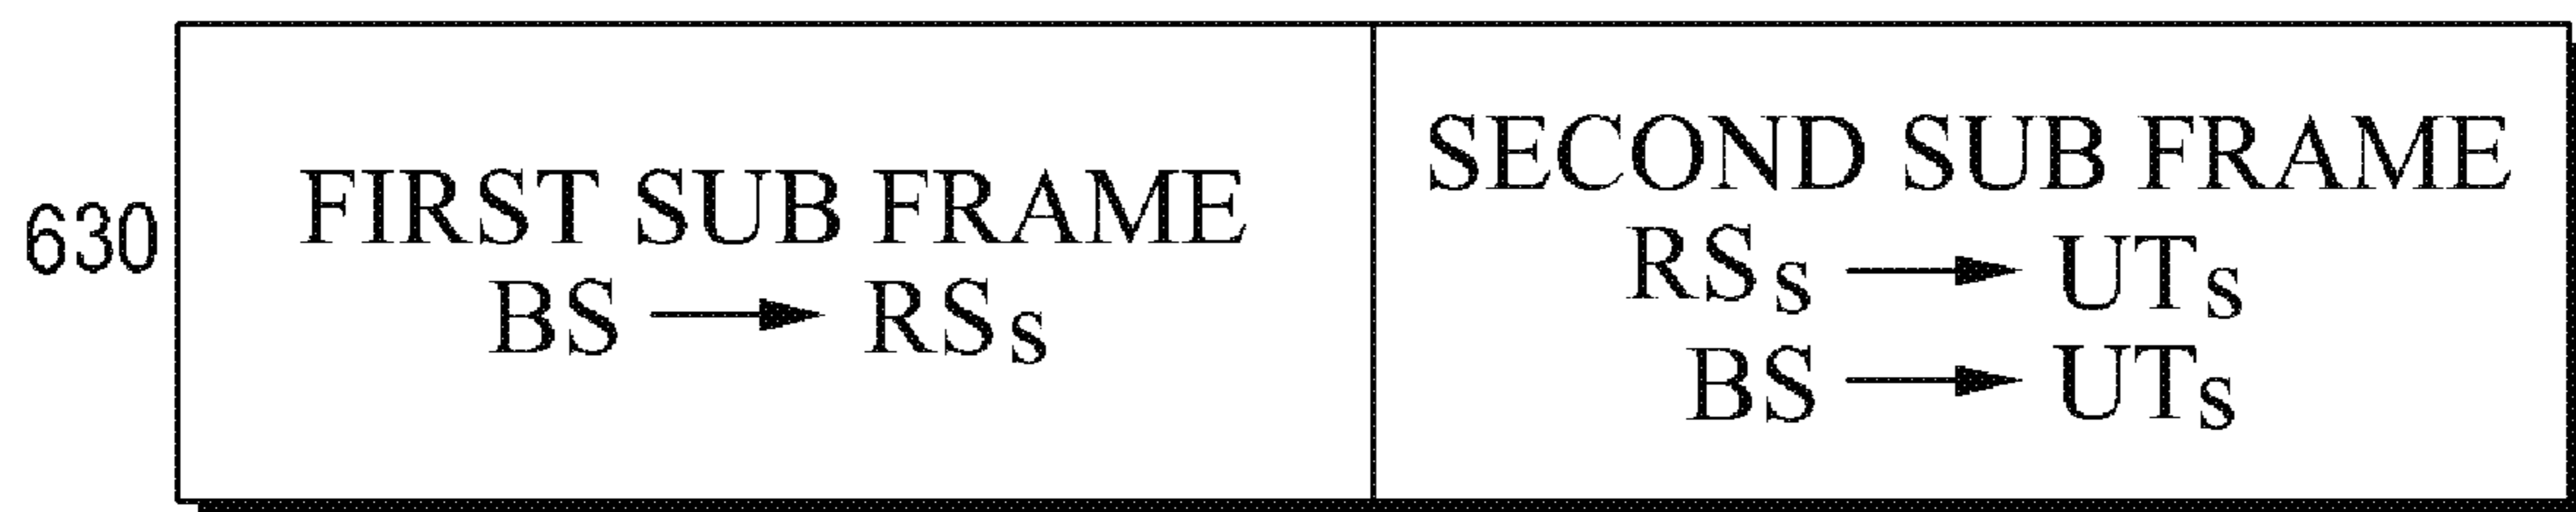 630
FIRST SUB FRAME
BS → RSs
SECOND SUB FRAME
RSs → UTs
BS → UTs